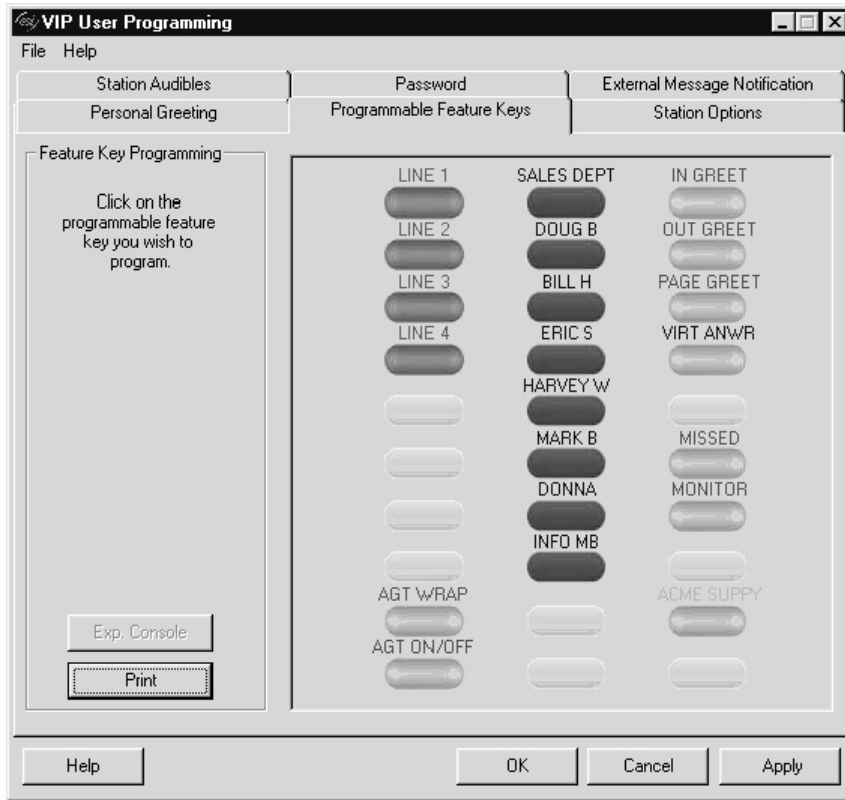 VIP User Programming
File Help
Station Audibles Password External Message Notification
Personal Greeting Programmable Feature Keys Station Options
Feature Key Programming
Click on the
programmable feature
key you wish to
program.
LINE 1 SALES DEPT IN GREET
LINE 2 DOUG B OUT GREET
LINE 3 BILL H PAGE GREET
LINE 4 ERIC S VIRT ANWR
HARVEY W
MARK B MISSED
DONNA MONITOR
INFO MB
AGT WRAP ACME SUPPY
AGT ON/OFF
Exp. Console
Print
Help OK Cancel Apply